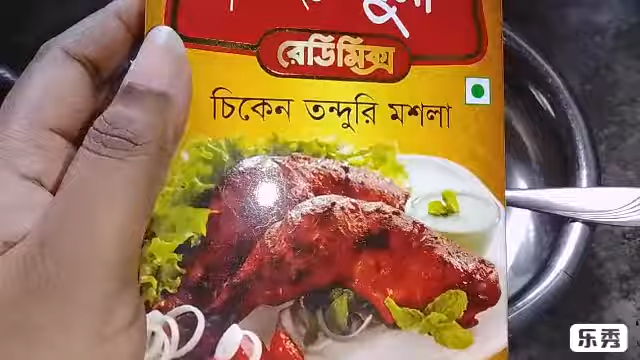 রেডিমিক্স
চিকেন তন্দুরি মশলা
乐秀